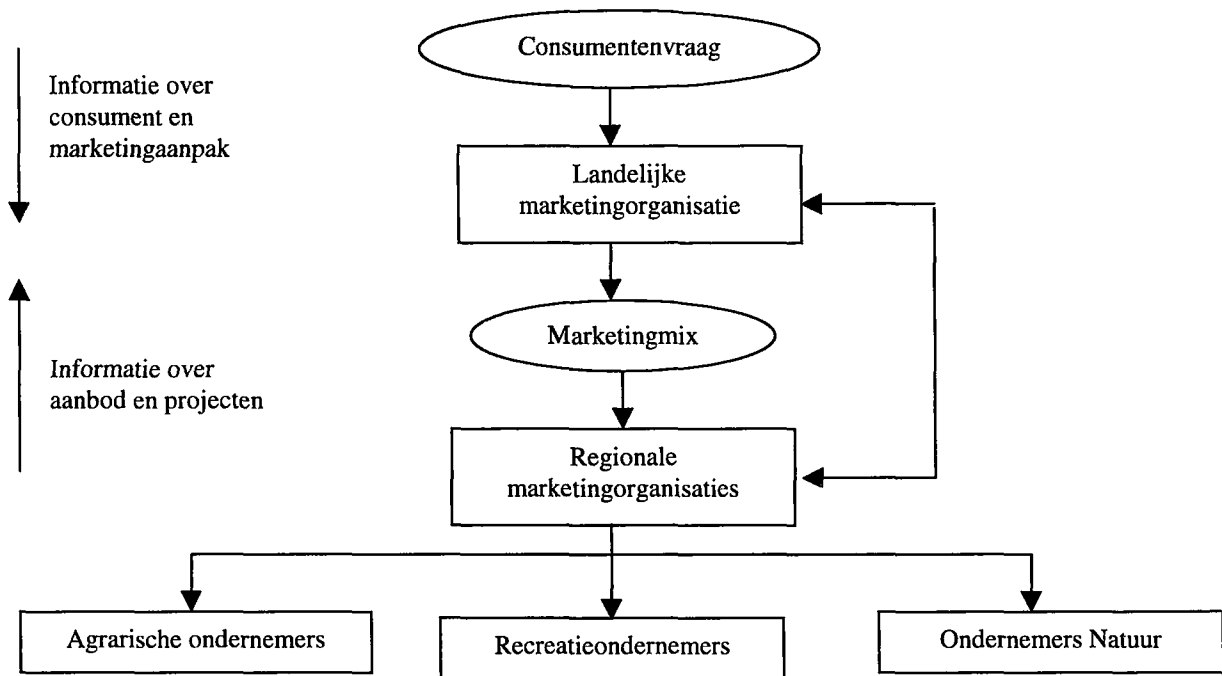 Consumentenvraag
Informatie over
consument en
marketingaanpak
Landelijke
marketingorganisatie
Marketingmix
Informatie over
aanbod en projecten
Regionale
marketingorganisaties
Agrarische ondernemers
Recreatieondernemers
Ondernemers Natuur